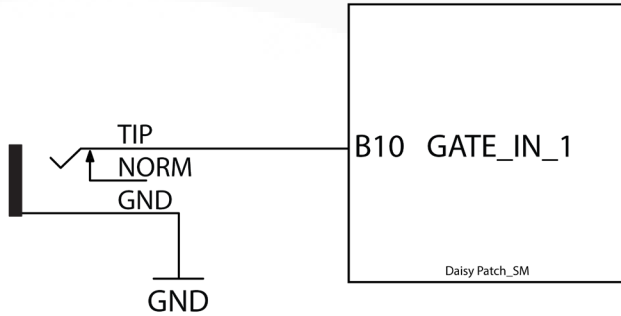 TIP
NORM
GND
GND
B10 GATE_IN_1
Daisy Patch_SM